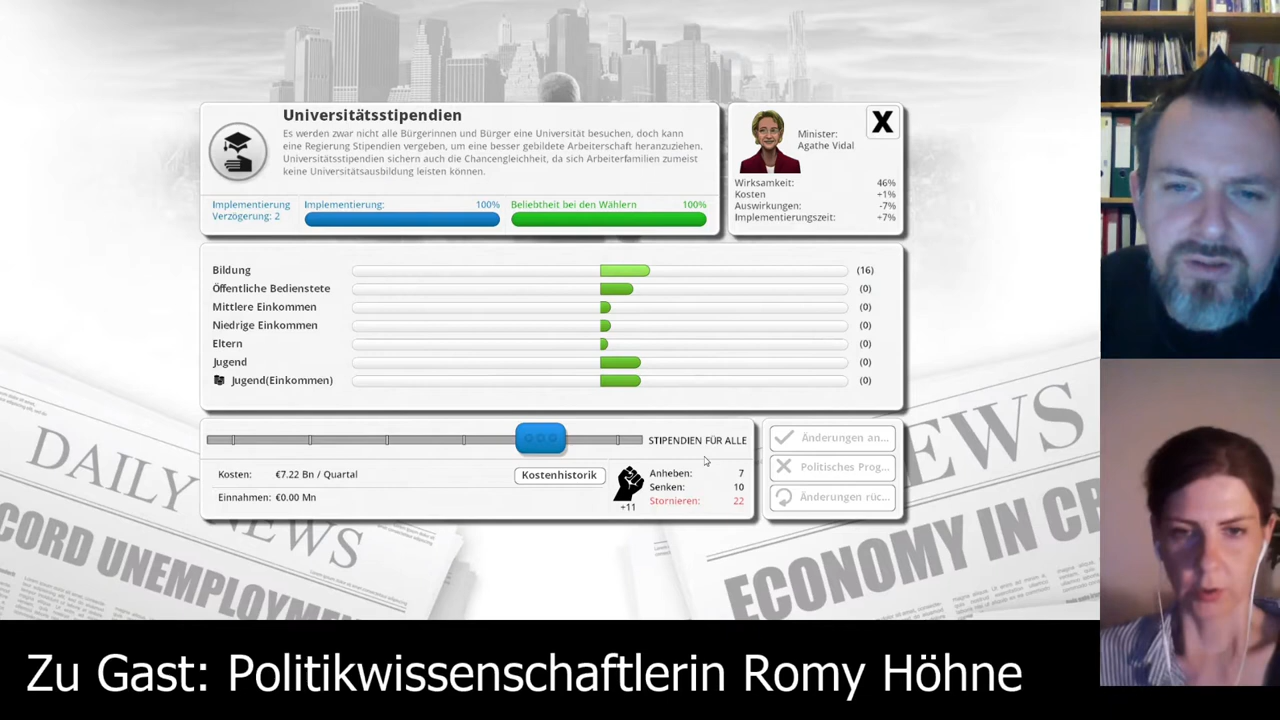 Universitätsstipendien
Es werden zwar nicht alle Bürgerinnen und Bürger eine Universität besuchen, doch kann
eine Regierung Stipendien vergeben, um eine besser gebildete Arbeiterschaft heranzuziehen.
Universitätsstipendien sichern auch die Chancengleichheit, da sich Arbeiterfamilien zumeist
keine Universitätsausbildung leisten können.
Implementierung
Verzögerung: 2
Implementierung: 100%
Beliebtheit bei den Wählern 100%
Minister:
Agathe Vidal
X
Wirksamkeit: 46%
Kosten +1%
Auswirkungen: -7%
Implementierungszeit: +7%
Bildung (16)
Öffentliche Bedienstete (0)
Mittlere Einkommen (0)
Niedrige Einkommen (0)
Eltern (0)
Jugend (0)
Jugend(Einkommen) (0)
STIPENDIEN FÜR ALLE
Kosten: €7.22 Bn / Quartal
Kostenhistorik
Einnahmen: €0.00 Mn
+11
Anheben: 7
Senken: 10
Stornieren: 22
Änderungen an...
Politisches Prog...
Änderungen rüc...
DAILY NEWS
CORD UNEMPLOYM
NEWS
ECONOMY IN CR
Zu Gast: Politikwissenschaftlerin Romy Höhne